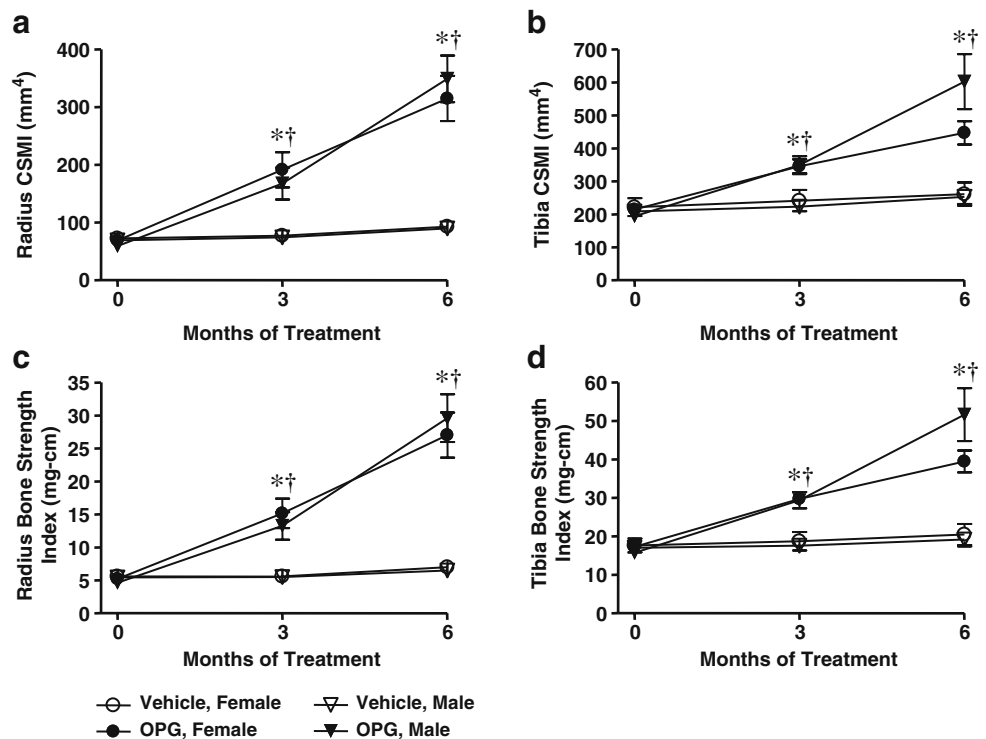 a
Radius CSMI (mm4)
400
300
200
100
0
*†
*†
0 3 6
Months of Treatment
b
Tibia CSMI (mm4)
700
600
500
400
300
200
100
0
*†
*†
0 3 6
Months of Treatment
c
Radius Bone Strength
Index (mg-cm)
35
30
25
20
15
10
5
0
*†
*†
0 3 6
Months of Treatment
d
Tibia Bone Strength
Index (mg-cm)
60
50
40
30
20
10
0
*†
*†
0 3 6
Months of Treatment
Vehicle, Female
Vehicle, Male
OPG, Female
OPG, Male